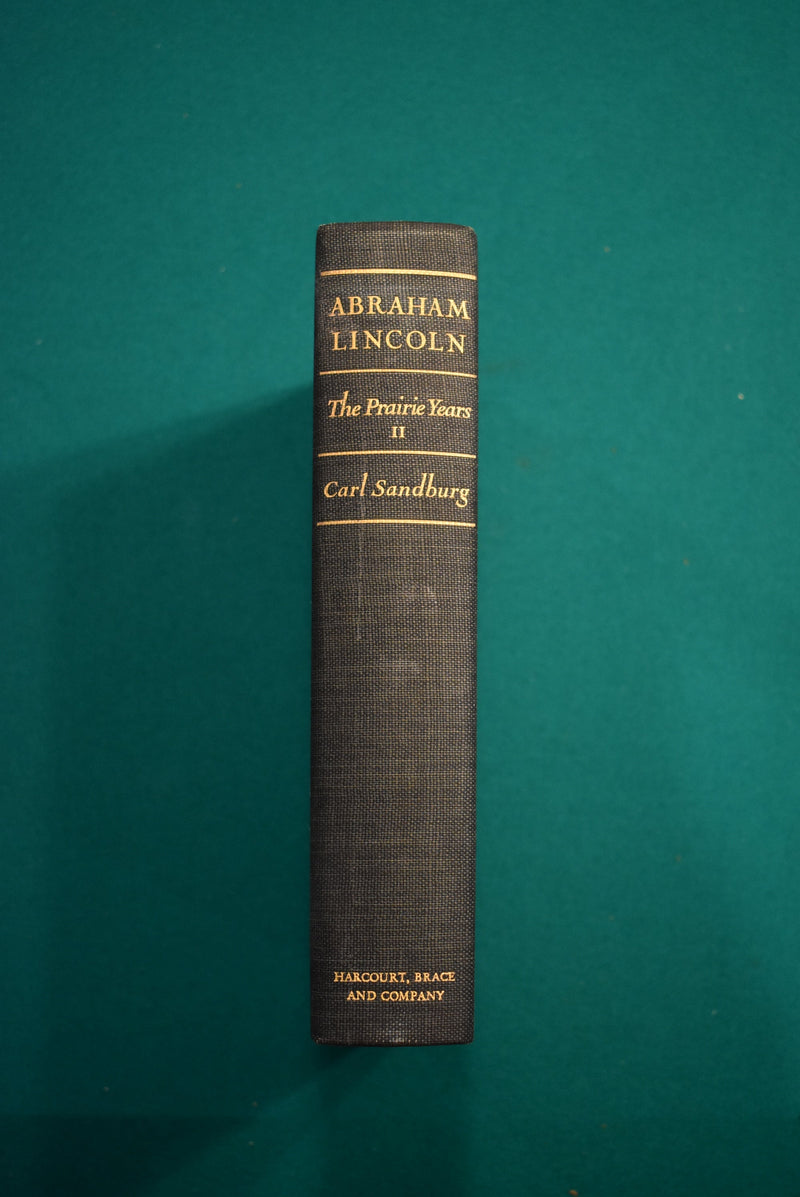 ABRAHAM
LINCOLN
The Prairie Years
II
Carl Sandburg
HARCOURT, BRACE
AND COMPANY